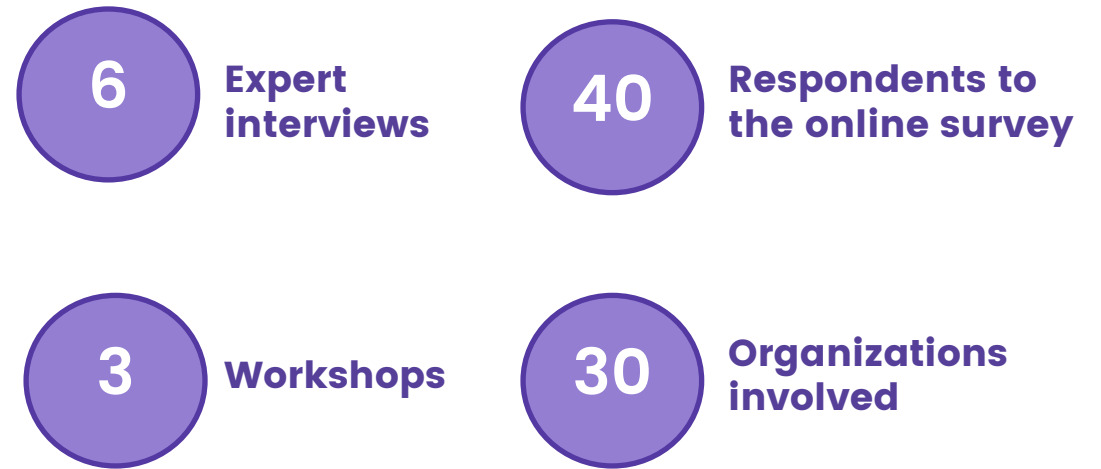 6
Expert
interviews
40
Respondents to
the online survey
3
Workshops
30
Organizations
involved